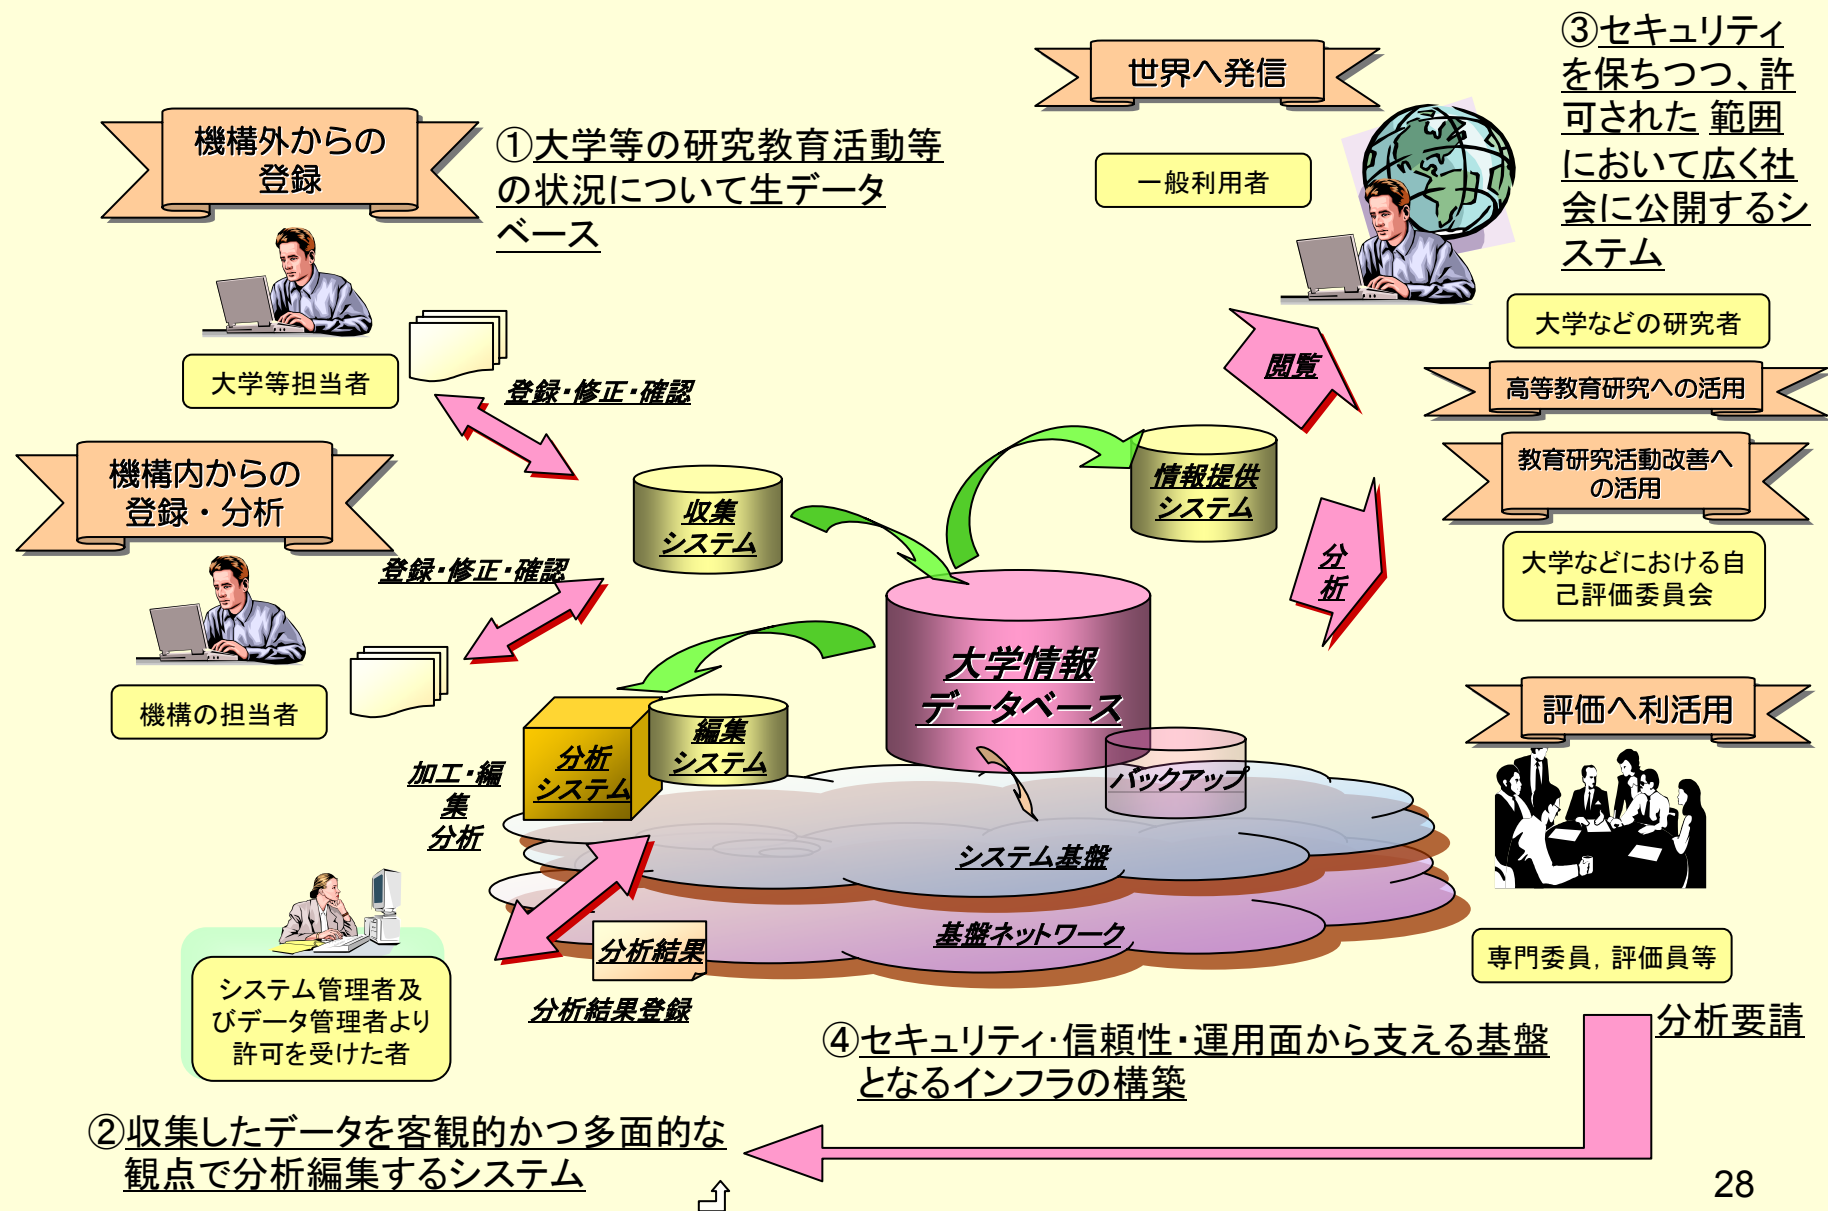 機構外からの
登録
①大学等の研究教育活動等
の状況について生データ
ベース
世界へ発信
一般利用者
③セキュリティ
を保ちつつ、許
可された 範囲
において広く社
会に公開するシ
ステム
大学等担当者
登録・修正・確認
閲覧
大学などの研究者
高等教育研究への活用
教育研究活動改善へ
の活用
大学などにおける自
己評価委員会
機構内からの
登録・分析
収集
システム
情報提供
システム
登録・修正・確認
分
析
機構の担当者
大学情報
データベース
評価へ利活用
分析
システム
編集
システム
バックアップ
加工・編
集
分析
システム基盤
基盤ネットワーク
分析結果
分析結果登録
専門委員，評価員等
システム管理者及
びデータ管理者より
許可を受けた者
分析要請
④セキュリティ・信頼性・運用面から支える基盤
となるインフラの構築
②収集したデータを客観的かつ多面的な
観点で分析編集するシステム
28